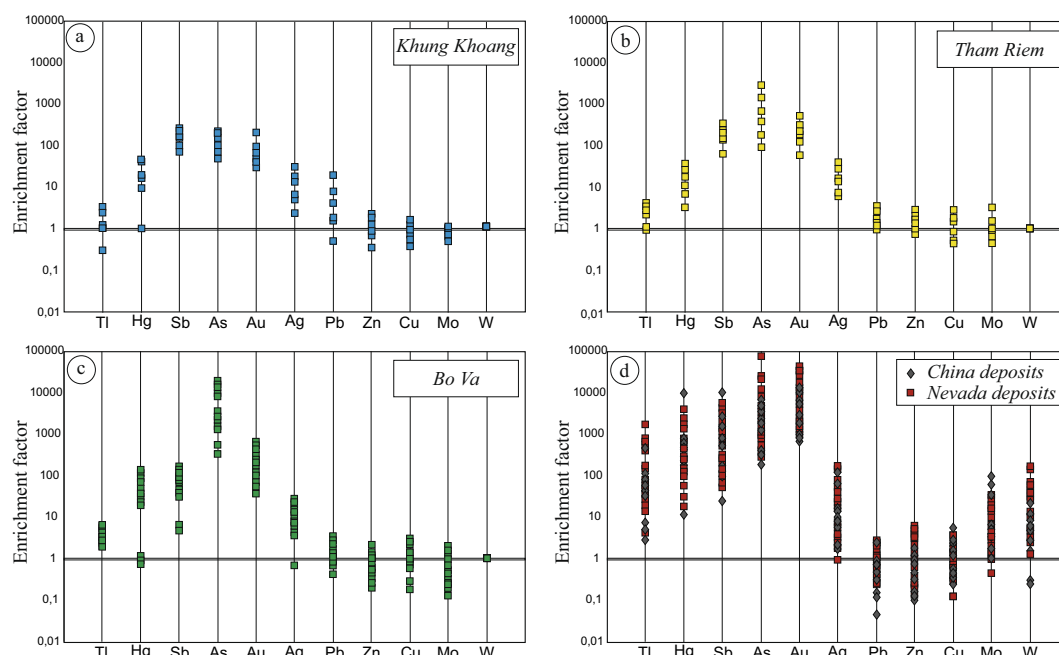 a
Khung Khoang
Enrichment factor
100000
10000
1000
100
10
1
0,1
0,01
Tl Hg Sb As Au Ag Pb Zn Cu Mo W
b
Tham Riem
Enrichment factor
100000
10000
1000
100
10
1
0,1
0,01
Tl Hg Sb As Au Ag Pb Zn Cu Mo W
c
Bo Va
Enrichment factor
100000
10000
1000
100
10
1
0,1
0,01
Tl Hg Sb As Au Ag Pb Zn Cu Mo W
d
China deposits
Nevada deposits
Enrichment factor
100000
10000
1000
100
10
1
0,1
0,01
Tl Hg Sb As Au Ag Pb Zn Cu Mo W